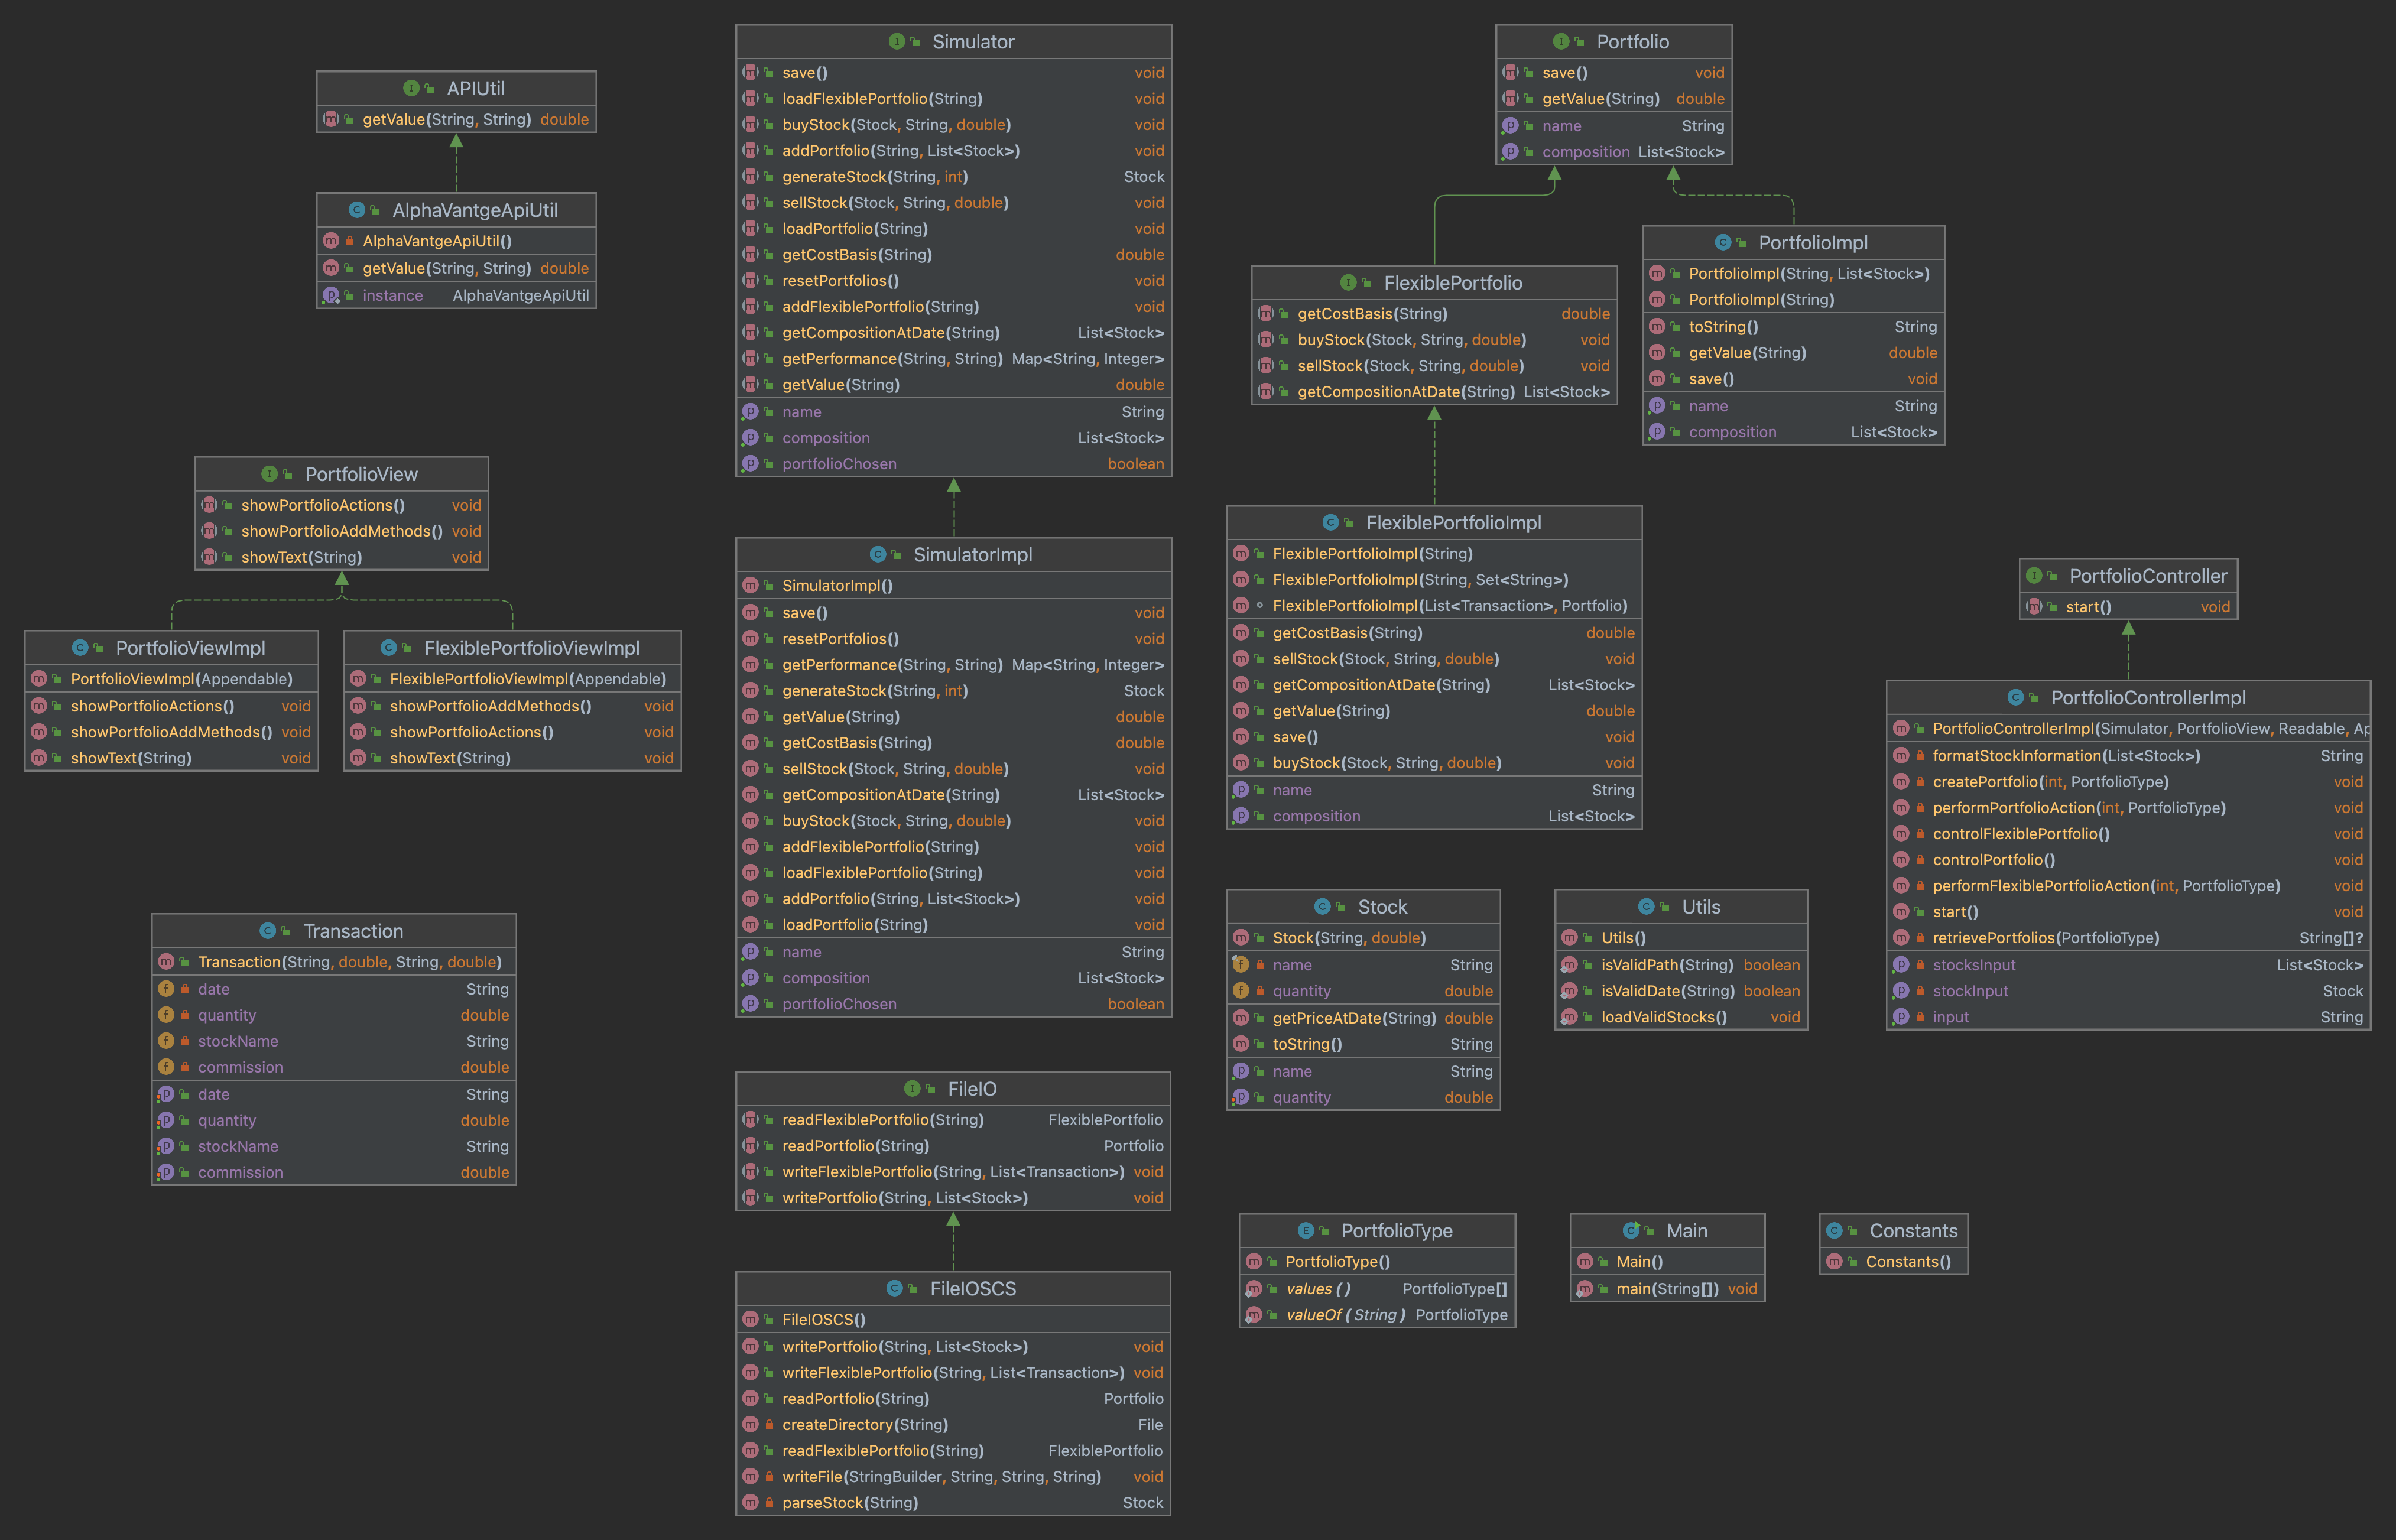 APIUtil
getValue(String, String) double
AlphaVantgeApiUtil
AlphaVantgeApiUtil()
getValue(String, String) double
instance AlphaVantgeApiUtil
PortfolioView
showPortfolioActions() void
showPortfolioAddMethods() void
showText(String) void
PortfolioViewImpl
PortfolioViewImpl(Appendable)
showPortfolioActions() void
showPortfolioAddMethods() void
showText(String) void
FlexiblePortfolioViewImpl
FlexiblePortfolioViewImpl(Appendable)
showPortfolioAddMethods() void
showPortfolioActions() void
showText(String) void
Transaction
Transaction(String, double, String, double)
date String
quantity double
stockName String
commission double
date String
quantity double
stockName String
commission double
Simulator
save() void
loadFlexiblePortfolio(String) void
buyStock(Stock, String, double) void
addPortfolio(String, List<Stock>) void
generateStock(String, int) Stock
sellStock(Stock, String, double) void
loadPortfolio(String) void
getCostBasis(String) double
resetPortfolios() void
addFlexiblePortfolio(String) void
getCompositionAtDate(String) List<Stock>
getPerformance(String, String) Map<String, Integer>
getValue(String) double
name String
composition List<Stock>
portfolioChosen boolean
SimulatorImpl
SimulatorImpl()
save() void
resetPortfolios() void
getPerformance(String, String) Map<String, Integer>
generateStock(String, int) Stock
getValue(String) double
getCostBasis(String) double
sellStock(Stock, String, double) void
getCompositionAtDate(String) List<Stock>
buyStock(Stock, String, double) void
addFlexiblePortfolio(String) void
loadFlexiblePortfolio(String) void
addPortfolio(String, List<Stock>) void
loadPortfolio(String) void
name String
composition List<Stock>
portfolioChosen boolean
FileIO
readFlexiblePortfolio(String) FlexiblePortfolio
readPortfolio(String) Portfolio
writeFlexiblePortfolio(String, List<Transaction>) void
writePortfolio(String, List<Stock>) void
FileIOSCS
FileIOSCS()
writePortfolio(String, List<Stock>) void
writeFlexiblePortfolio(String, List<Transaction>) void
readPortfolio(String) Portfolio
createDirectory(String) File
readFlexiblePortfolio(String) FlexiblePortfolio
writeFile(StringBuilder, String, String, String) void
parseStock(String) Stock
Portfolio
save() void
getValue(String) double
name String
composition List<Stock>
PortfolioImpl
PortfolioImpl(String, List<Stock>)
PortfolioImpl(String)
toString() String
getValue(String) double
save() void
name String
composition List<Stock>
FlexiblePortfolio
getCostBasis(String) double
buyStock(Stock, String, double) void
sellStock(Stock, String, double) void
getCompositionAtDate(String) List<Stock>
FlexiblePortfolioImpl
FlexiblePortfolioImpl(String)
FlexiblePortfolioImpl(String, Set<String>)
FlexiblePortfolioImpl(List<Transaction>, Portfolio)
getCostBasis(String) double
sellStock(Stock, String, double) void
getCompositionAtDate(String) List<Stock>
getValue(String) double
save() void
buyStock(Stock, String, double) void
name String
composition List<Stock>
Stock
Stock(String, double)
name String
quantity double
getPriceAtDate(String) double
toString() String
name String
quantity double
Utils
Utils()
isValidPath(String) boolean
isValidDate(String) boolean
loadValidStocks() void
PortfolioController
start() void
PortfolioControllerImpl
PortfolioControllerImpl(Simulator, PortfolioView, Readable, Ap
formatStockInformation(List<Stock>) String
createPortfolio(int, PortfolioType) void
performPortfolioAction(int, PortfolioType) void
controlFlexiblePortfolio() void
controlPortfolio() void
performFlexiblePortfolioAction(int, PortfolioType) void
start() void
retrievePortfolios(PortfolioType) String[]?
stocksInput List<Stock>
stockInput Stock
input String
PortfolioType
PortfolioType()
values() PortfolioType[]
valueOf(String) PortfolioType
Main
Main()
main(String[]) void
Constants
Constants()